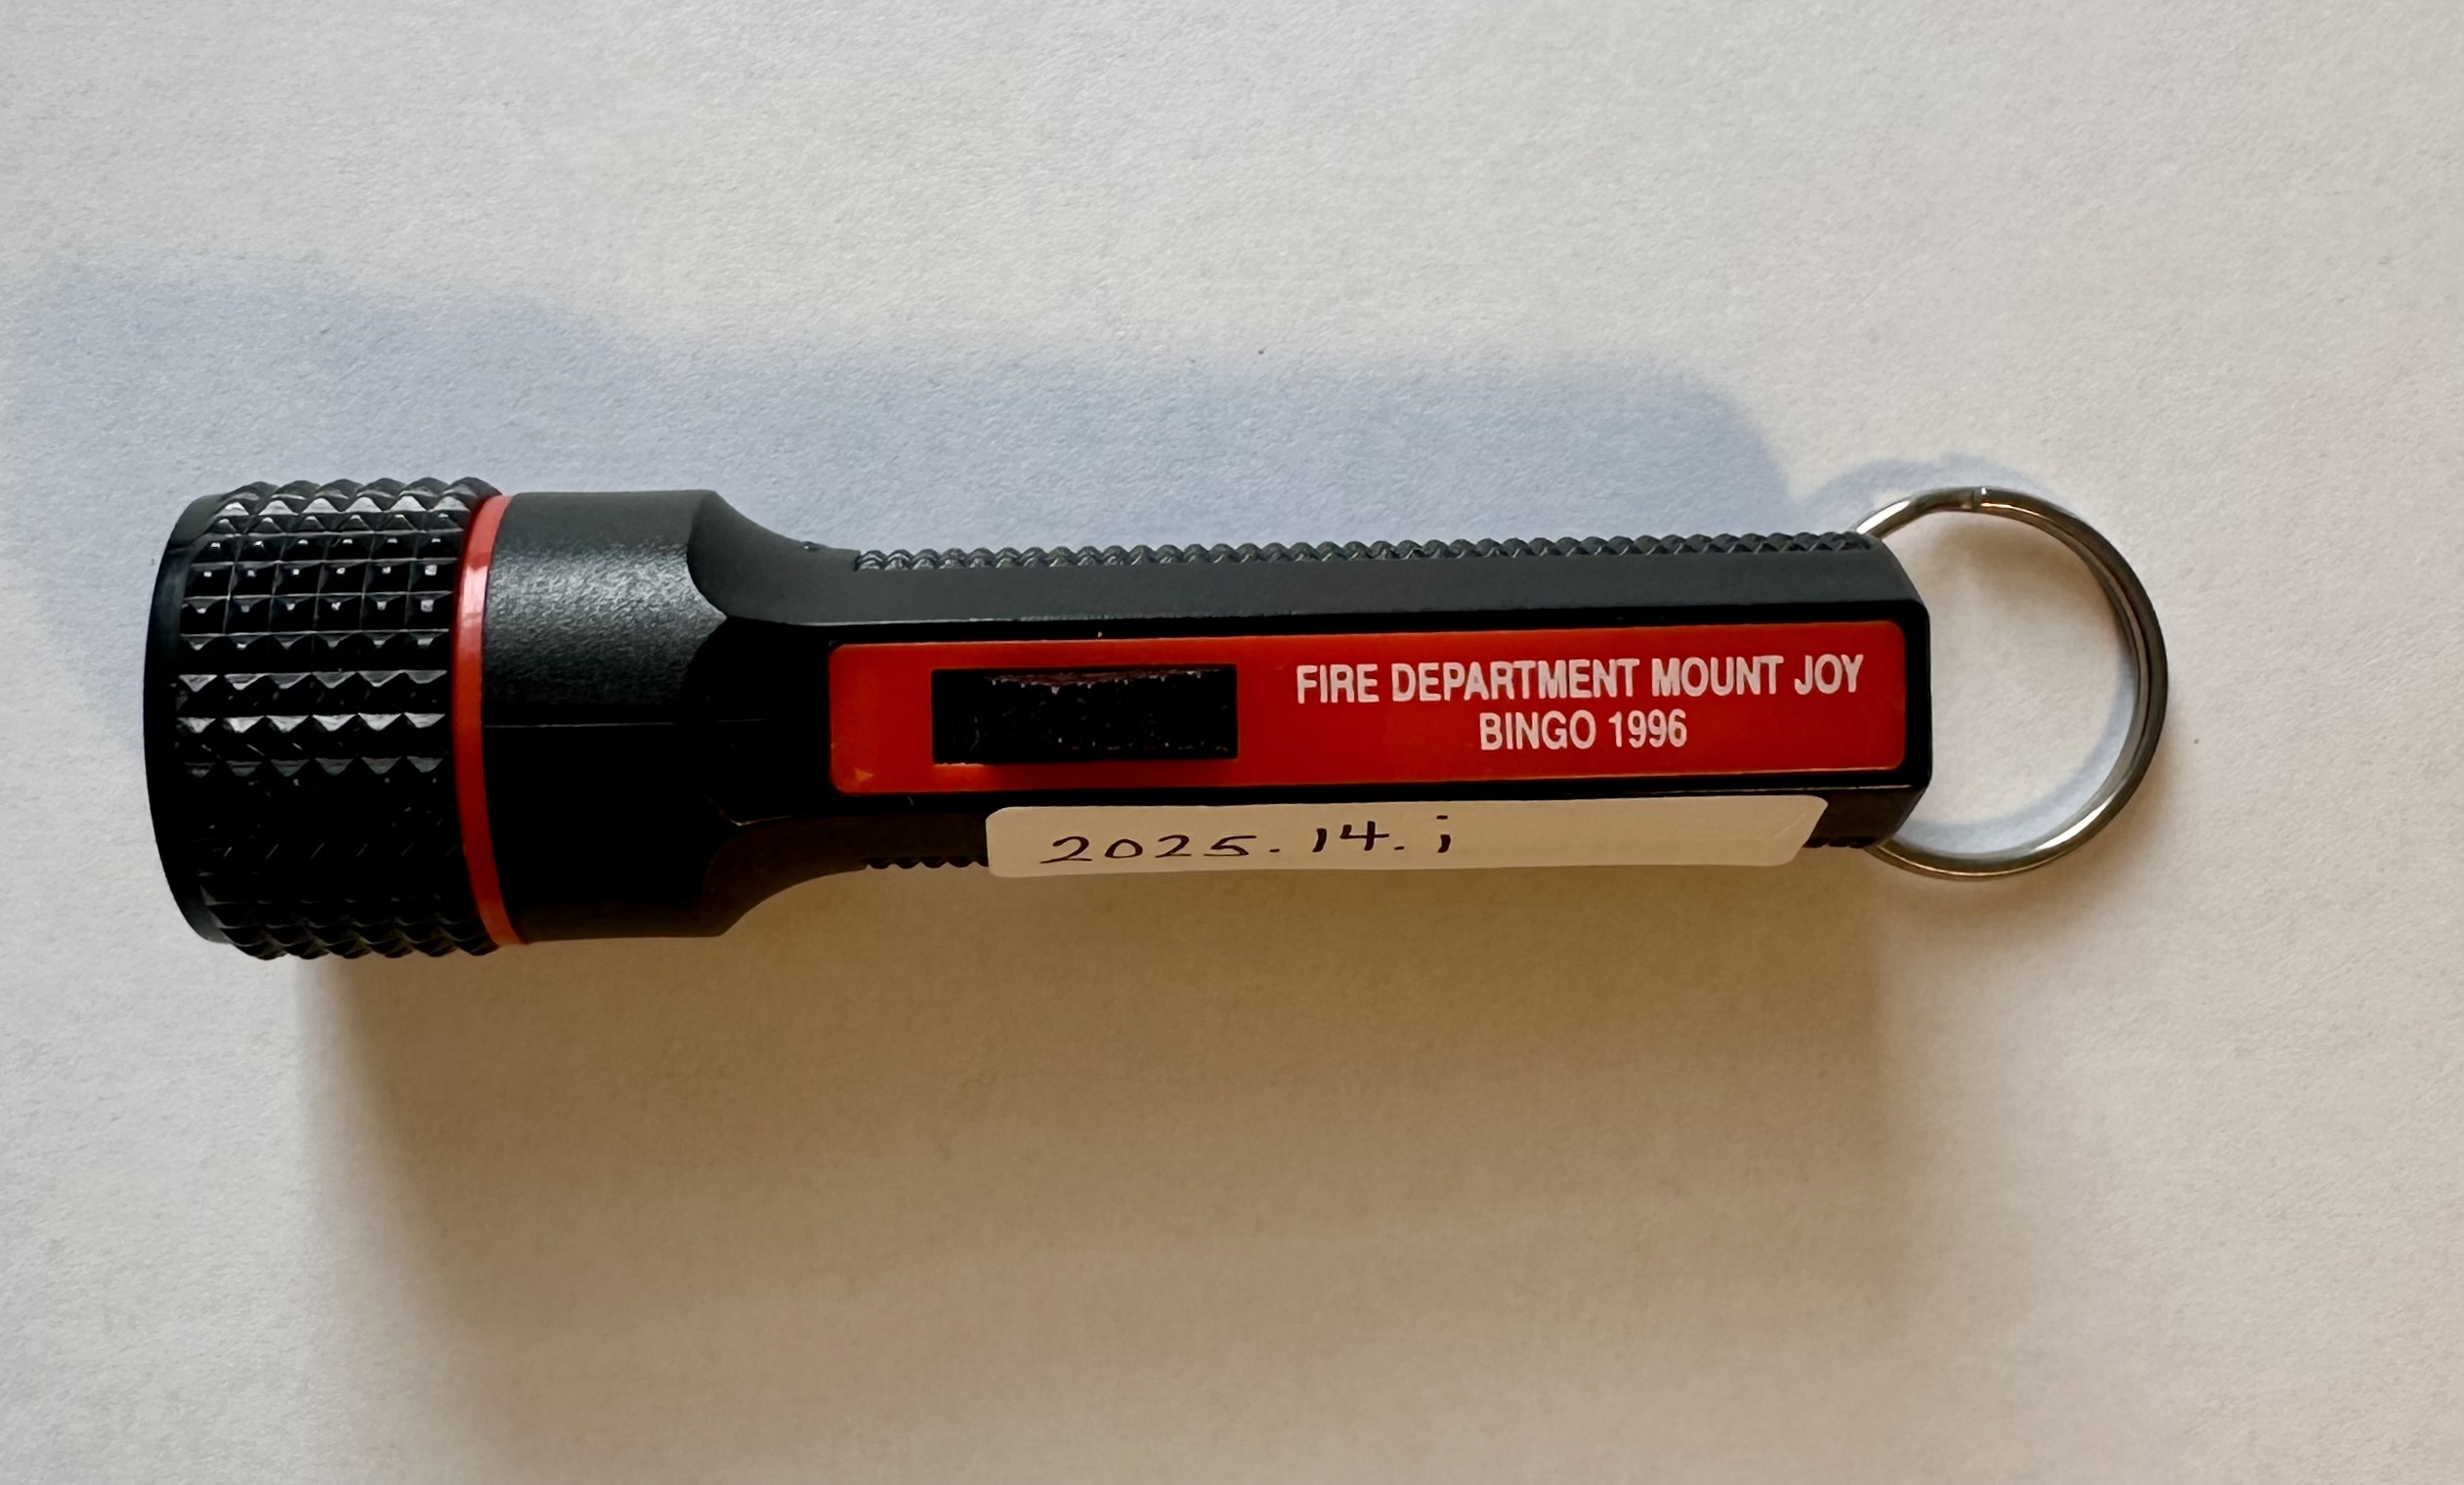 FIRE DEPARTMENT MOUNT JOY
BINGO 1996
2025.14.i